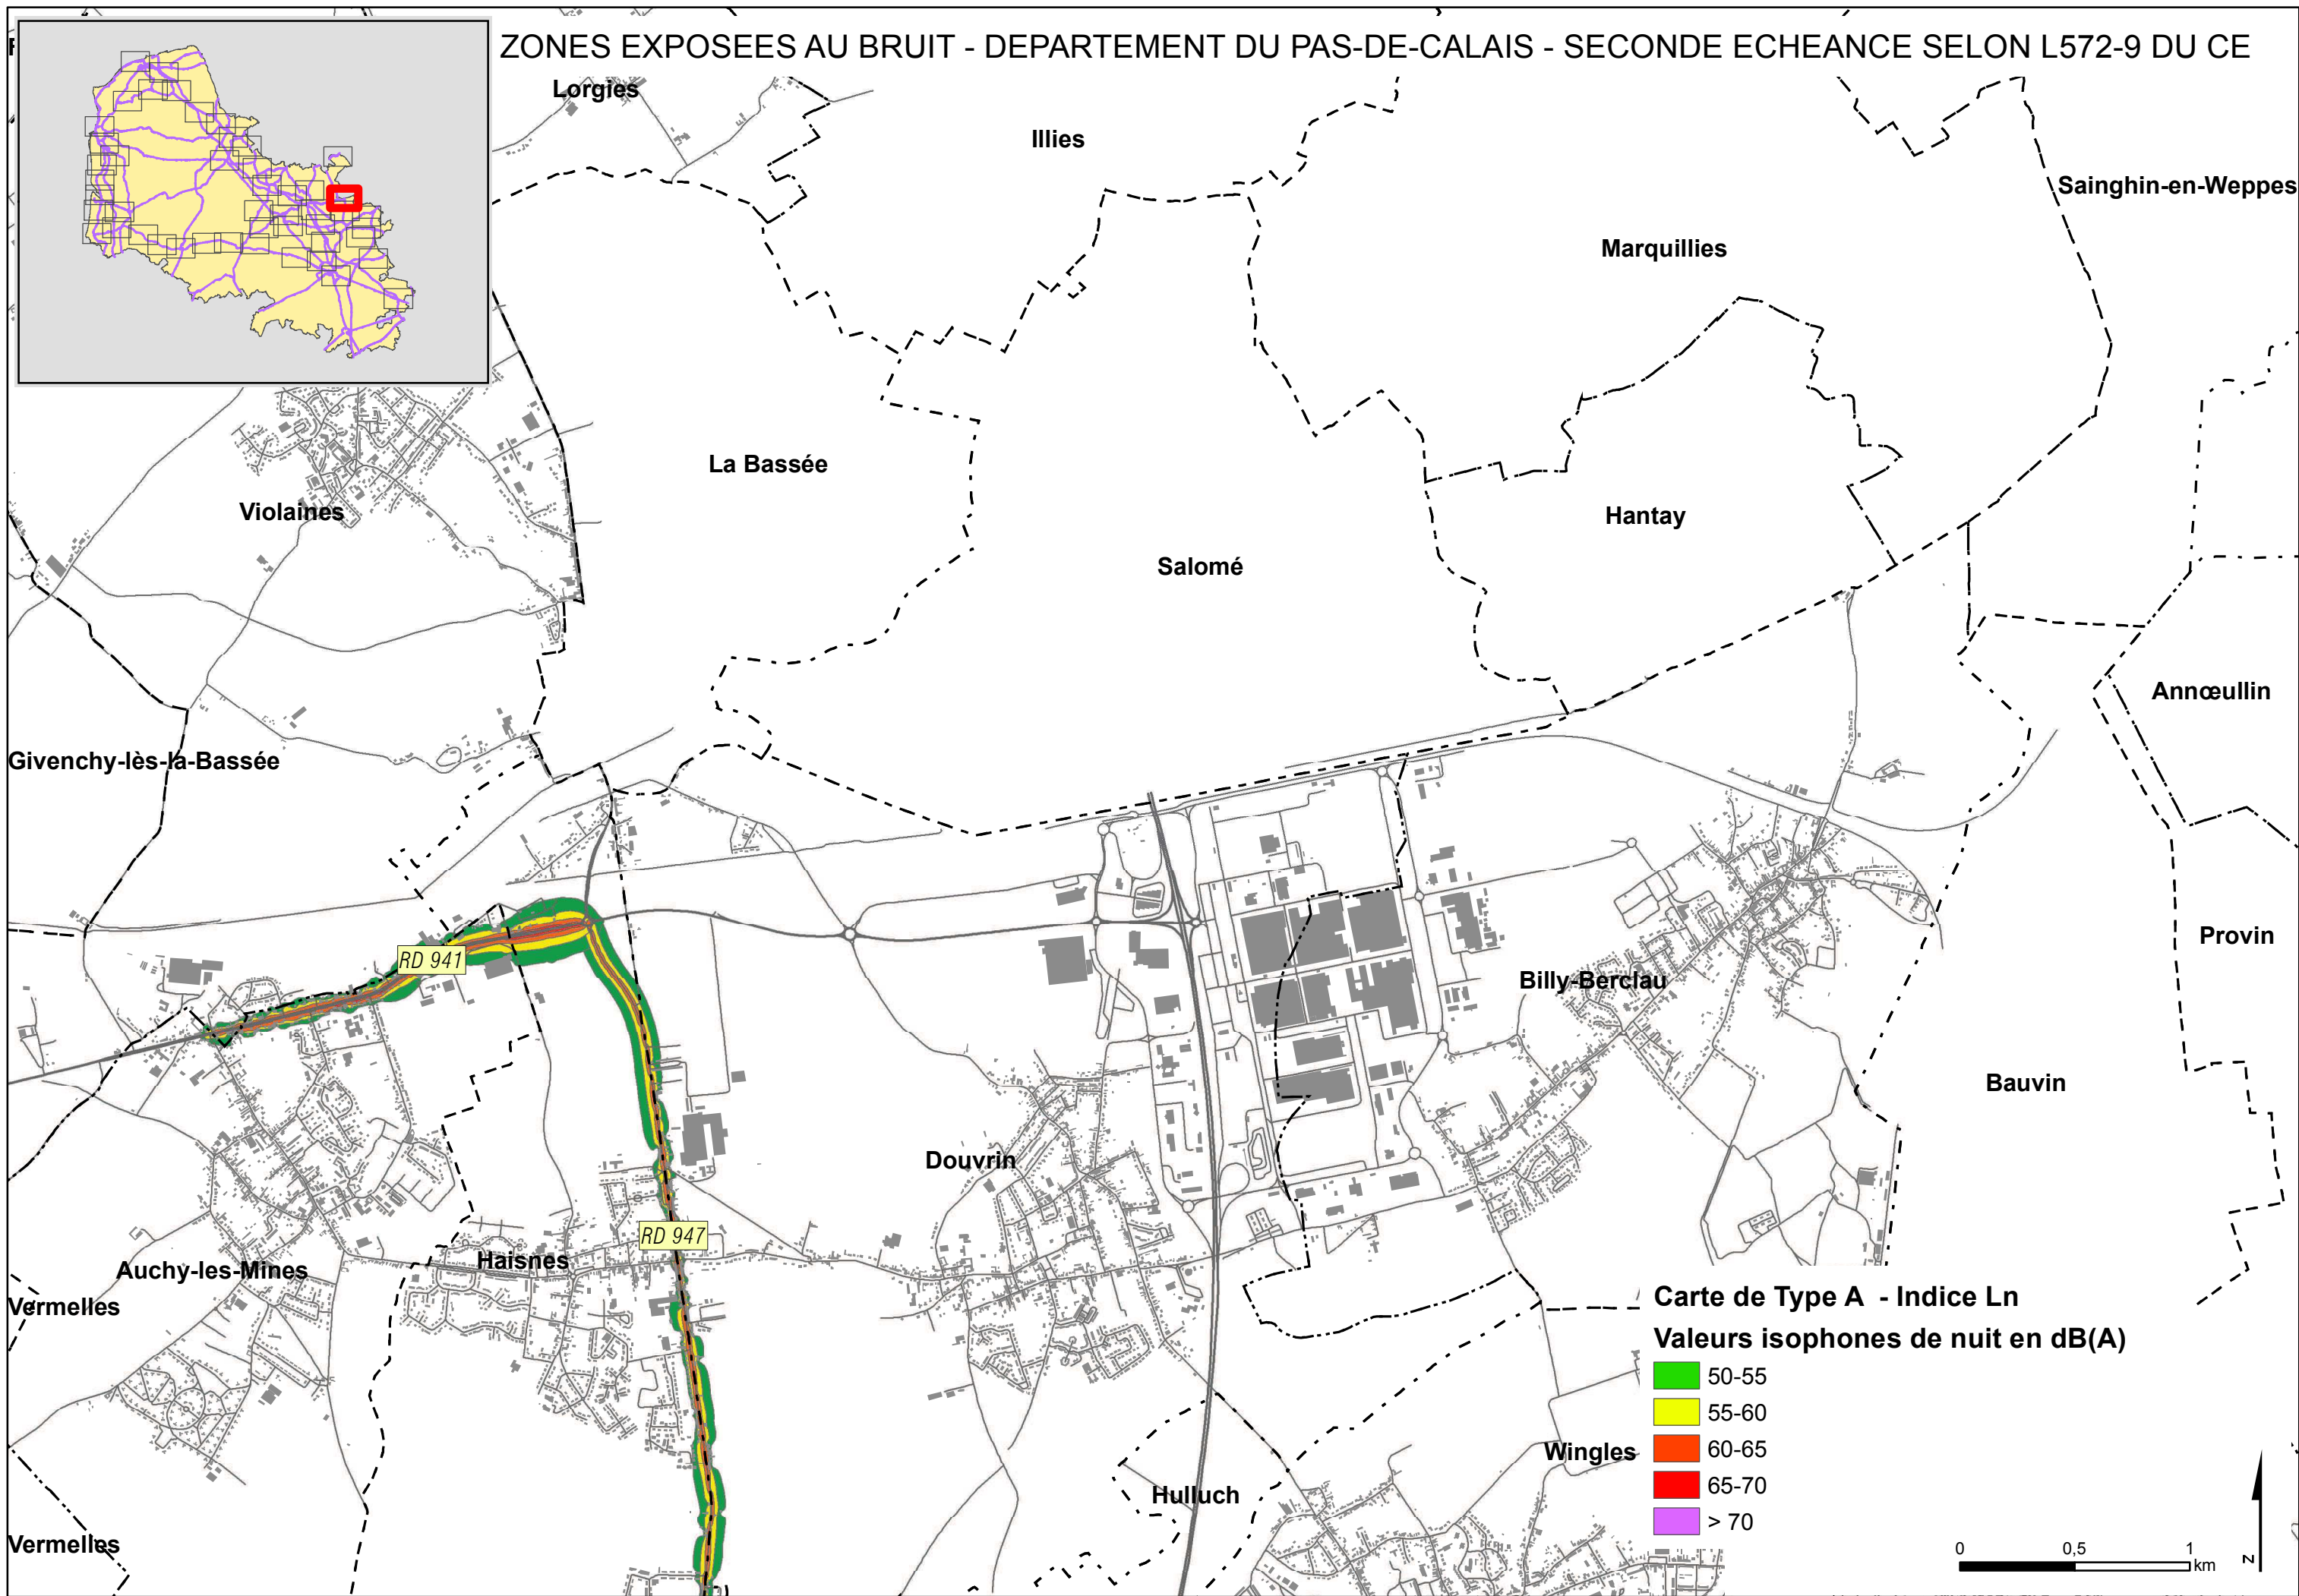 ZONES EXPOSEES AU BRUIT - DEPARTEMENT DU PAS-DE-CALAIS - SECONDE ECHEANCE SELON L572-9 DU CE
Lorgies
Illies
Sainghin-en-Weppes
Marquillies
La Bassée
Violaines
Hantay
Salomé
Annœullin
Givenchy-lès-la-Bassée
Provin
RD 941
Billy-Berclau
Bauvin
Douvrin
RD 947
Haisnes
Auchy-les-Mines
Vermelles
Carte de Type A - Indice Ln
Valeurs isophones de nuit en dB(A)
50-55
55-60
60-65
65-70
> 70
Wingles
Hulluch
Vermelles
0 0,5 1
km
N